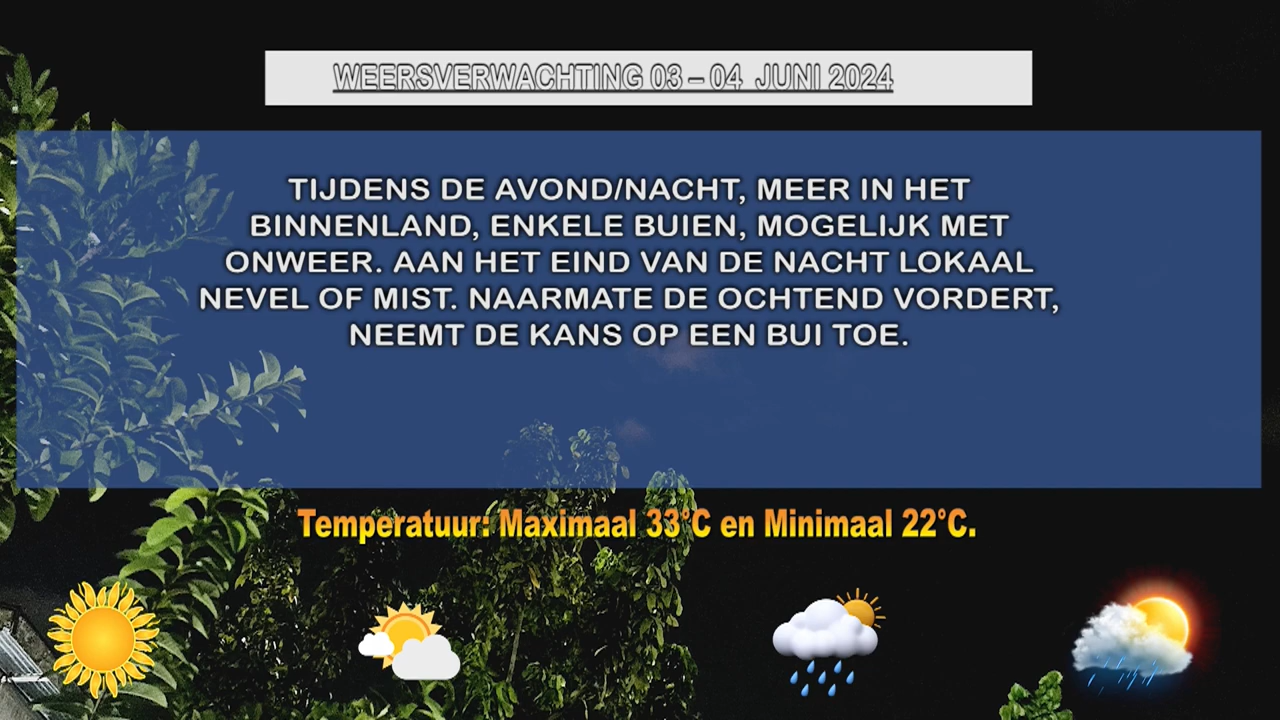 WEERSVERWACHTING 03 – 04 JUNI 2024
TIJDENS DE AVOND/NACHT, MEER IN HET
BINNENLAND, ENKELE BUIEN, MOGELIJK MET
ONWEER. AAN HET EIND VAN DE NACHT LOKAAL
NEVEL OF MIST. NAARMATE DE OCHTEND VORDERT,
NEEMT DE KANS OP EEN BUI TOE.
Temperatuur: Maximaal 33°C en Minimaal 22°C.